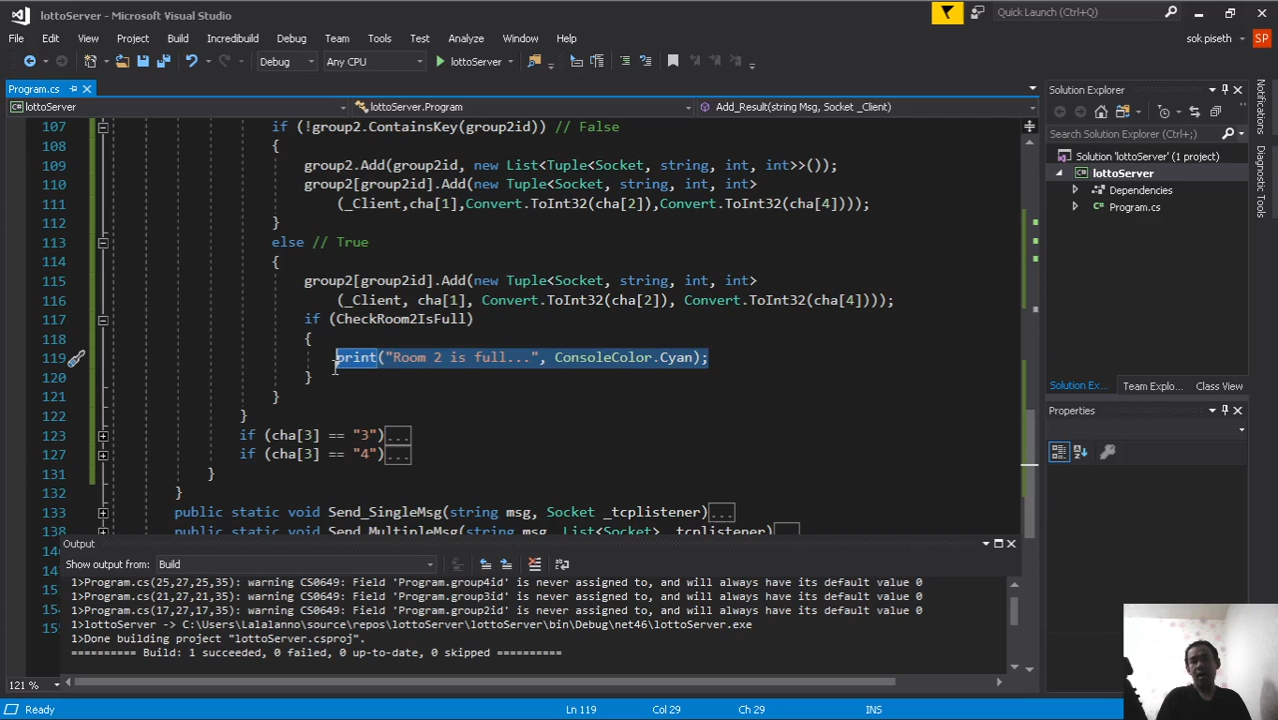 lottoServer - Microsoft Visual Studio
Quick Launch (Ctrl+Q)
File Edit View Project Build Incredibuild Debug Team Tools Test Analyze Window Help
sok piseth SP
Debug Any CPU lottoServer
Program.cs
lottoServer lottoServer.Program Add_Result(string Msg, Socket _Client)
107 if (!group2.ContainsKey(group2id)) // False
108 {
109 group2.Add(group2id, new List<Tuple<Socket, string, int, int>>());
110 group2[group2id].Add(new Tuple<Socket, string, int, int>
111 (_Client,cha[1],Convert.ToInt32(cha[2]),Convert.ToInt32(cha[4])));
112 }
113 else // True
114 {
115 group2[group2id].Add(new Tuple<Socket, string, int, int>
116 (_Client, cha[1], Convert.ToInt32(cha[2]), Convert.ToInt32(cha[4])));
117 if (CheckRoom2IsFull)
118 {
119 print("Room 2 is full...", ConsoleColor.Cyan);
120 }
121 }
122 }
123 if (cha[3] == "3")...
127 if (cha[3] == "4")...
131 }
132 }
133 public static void Send_SingleMsg(string msg, Socket _tcplistener)...
138 public static void Send_MultipleMsg(string msg, List<Socket> _tcplistener)...
Solution Explorer
Search Solution Explorer (Ctrl+;)
Solution 'lottoServer' (1 project)
lottoServer
Dependencies
Program.cs
Solution Ex... Team Explo... Class View
Properties
Notifications
Diagnostic Tools
Output
Show output from: Build
1>Program.cs(25,27,25,35): warning CS0649: Field 'Program.group4id' is never assigned to, and will always have its default value 0
1>Program.cs(21,27,21,35): warning CS0649: Field 'Program.group3id' is never assigned to, and will always have its default value 0
1>Program.cs(17,27,17,35): warning CS0649: Field 'Program.group2id' is never assigned to, and will always have its default value 0
1>lottoServer -> C:\Users\Lalalanno\source\repos\lottoServer\lottoServer\bin\Debug\net46\lottoServer.exe
1>Done building project "lottoServer.csproj".
========== Build: 1 succeeded, 0 failed, 0 up-to-date, 0 skipped ==========
121 %
Ready Ln 119 Col 29 Ch 29 INS